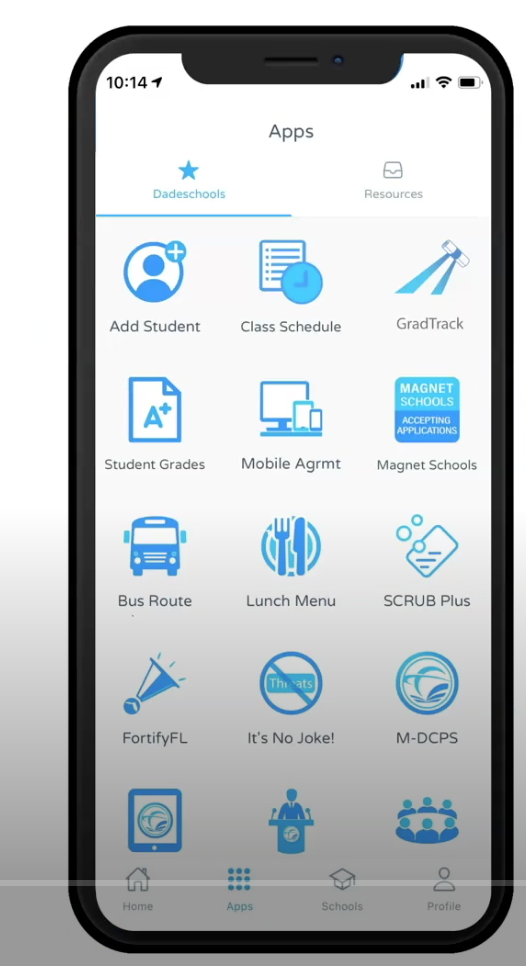 10:14
Apps
Dadeschools
Resources
Add Student
Class Schedule
GradTrack
A+
Student Grades
Mobile Agrmt
MAGNET
SCHOOLS
ACCEPTING
APPLICATIONS
Magnet Schools
Bus Route
Lunch Menu
SCRUB Plus
FortifyFL
Threats
It's No Joke!
M-DCPS
Home
Apps
Schools
Profile